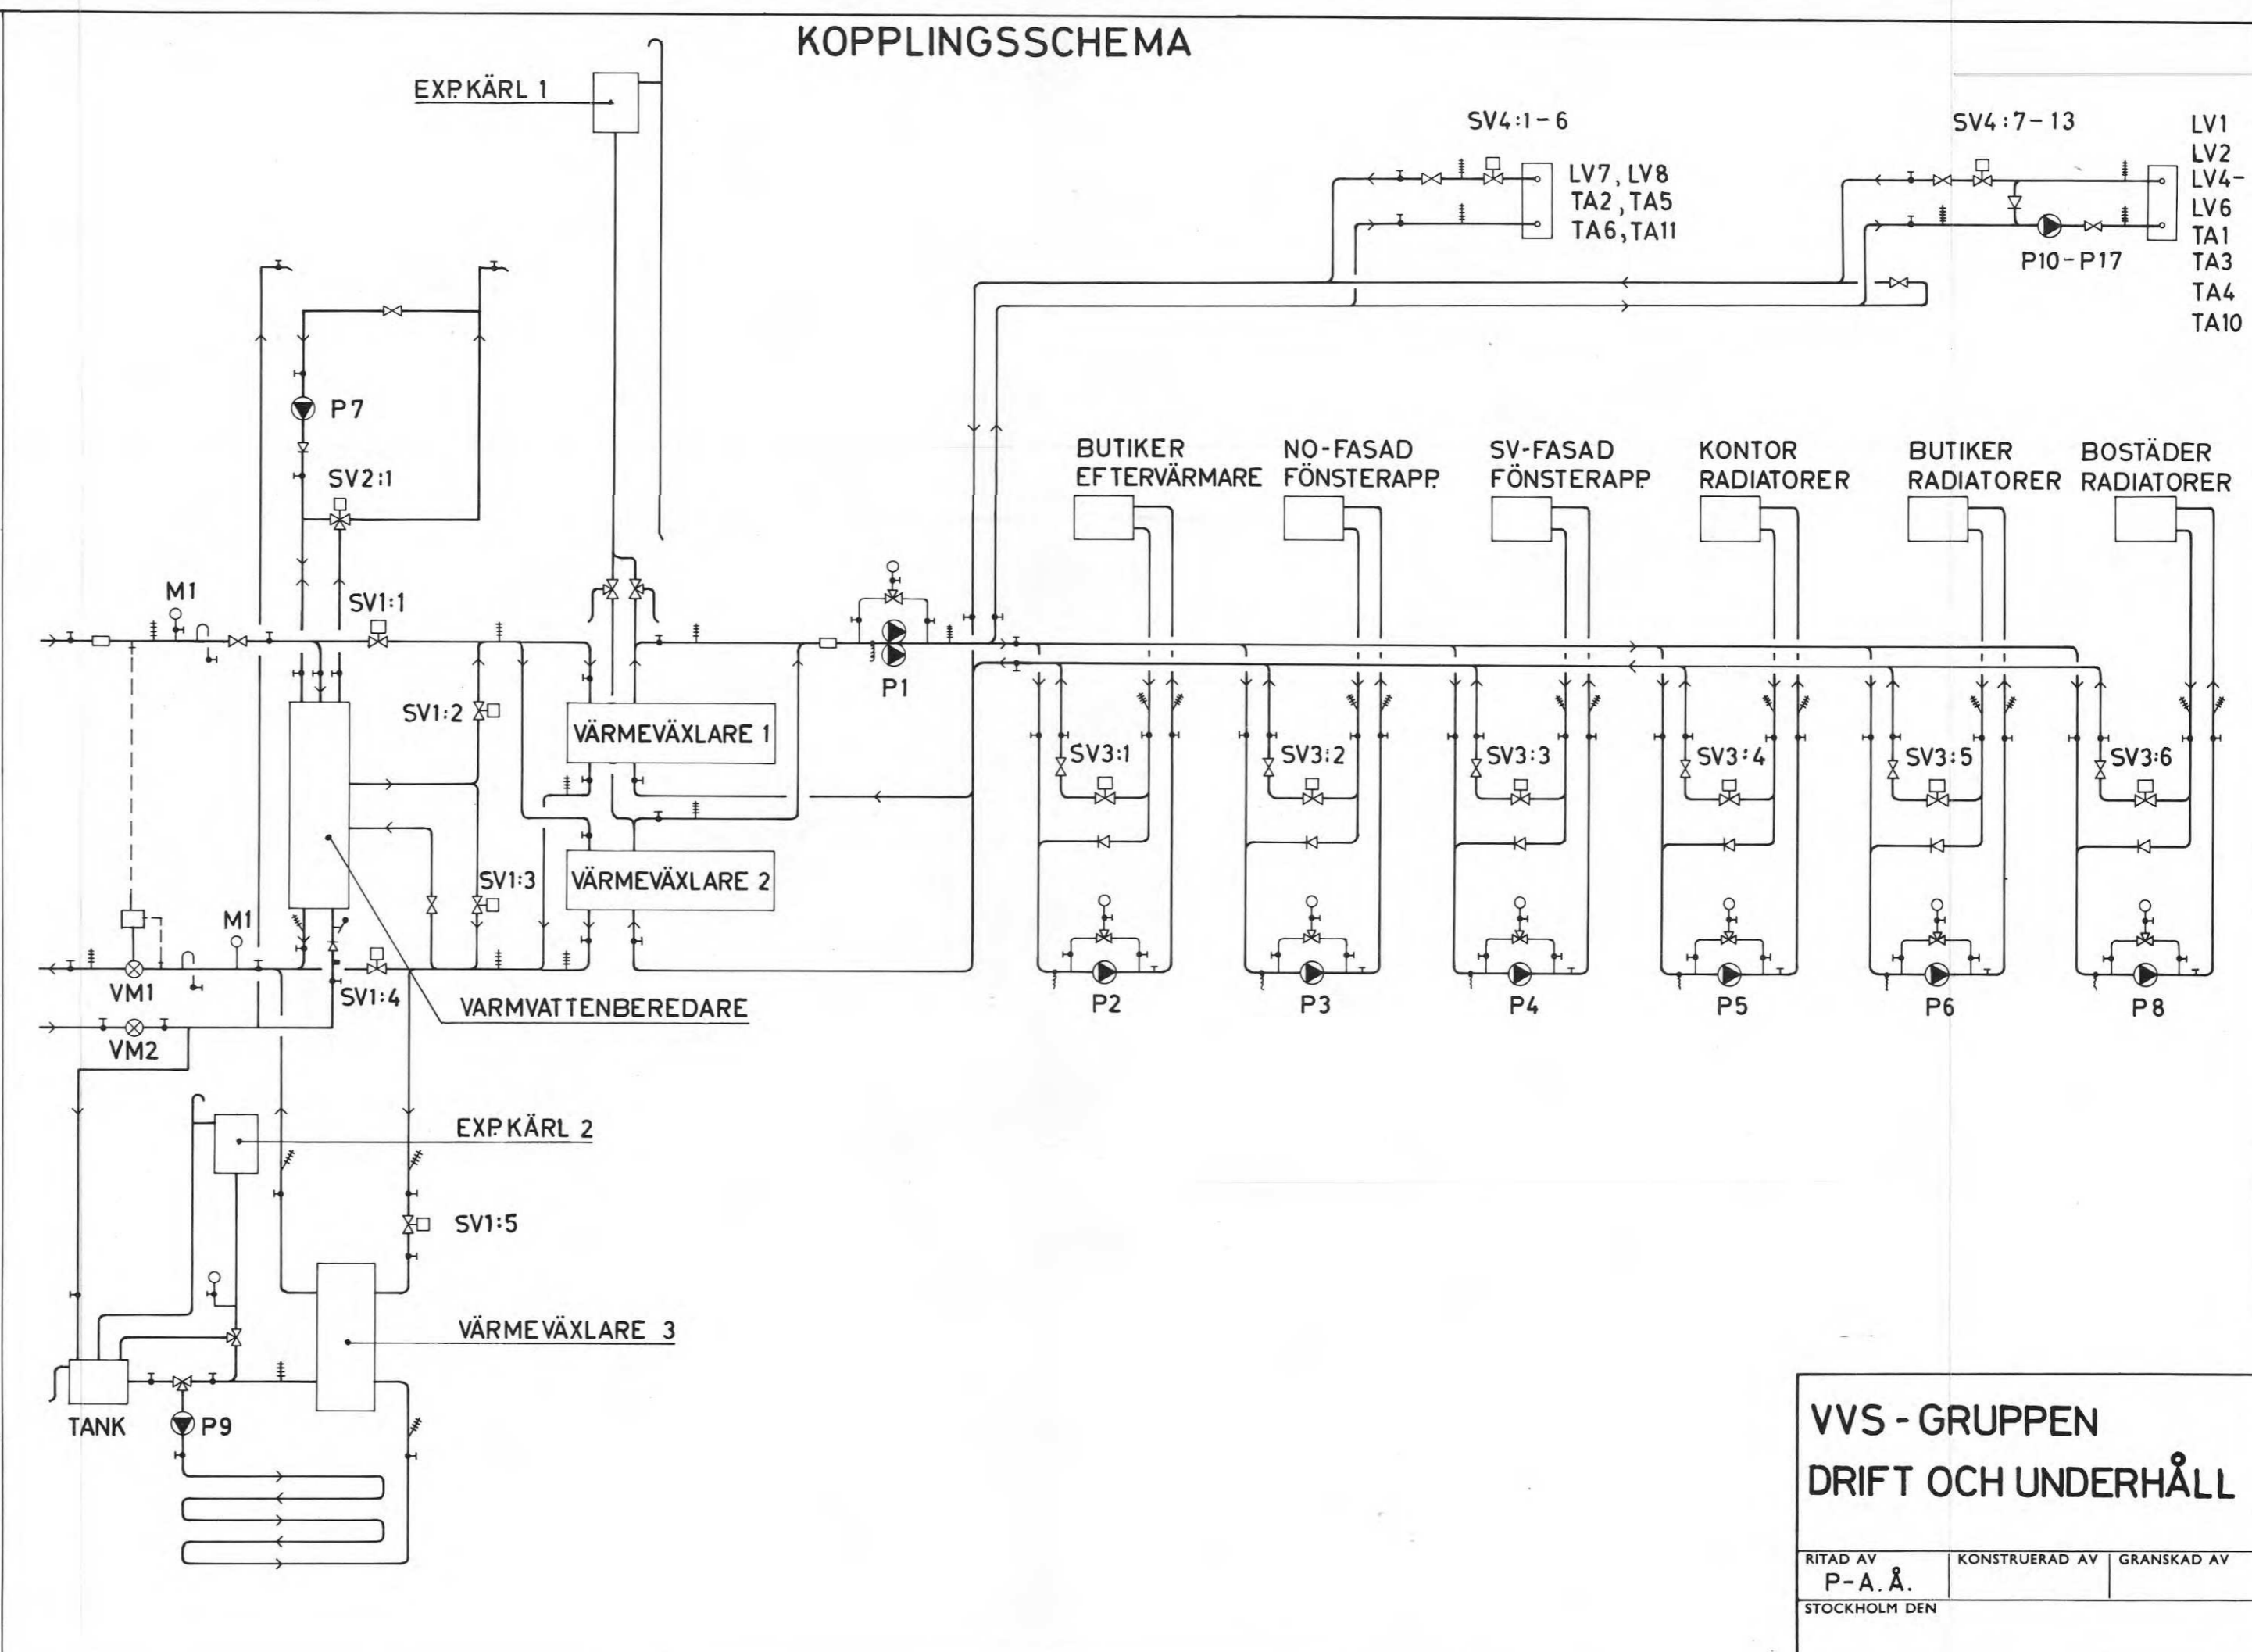 KOPPLINGSSCHEMA
EXP.KÄRL 1
SV4:1-6
LV7, LV8
TA2, TA5
TA6, TA11
SV4:7-13
P10-P17
LV1
LV2
LV4-
LV6
TA1
TA3
TA4
TA10
P7
SV2:1
M1
SV1:1
SV1:2
SV1:3
P1
VÄRMEVÄXLARE 1
VÄRMEVÄXLARE 2
BUTIKER
EFTERVÄRMARE
NO-FASAD
FÖNSTERAPP.
SV-FASAD
FÖNSTERAPP.
KONTOR
RADIATORER
BUTIKER
RADIATORER
BOSTÄDER
RADIATORER
SV3:1
SV3:2
SV3:3
SV3:4
SV3:5
SV3:6
P2
P3
P4
P5
P6
P8
M1
VM1
SV1:4
VARMVATTENBEREDARE
VM2
EXP.KÄRL 2
SV1:5
VÄRMEVÄXLARE 3
TANK
P9
VVS-GRUPPEN
DRIFT OCH UNDERHÅLL
RITAD AV
P-A.Å.
KONSTRUERAD AV
GRANSKAD AV
STOCKHOLM DEN